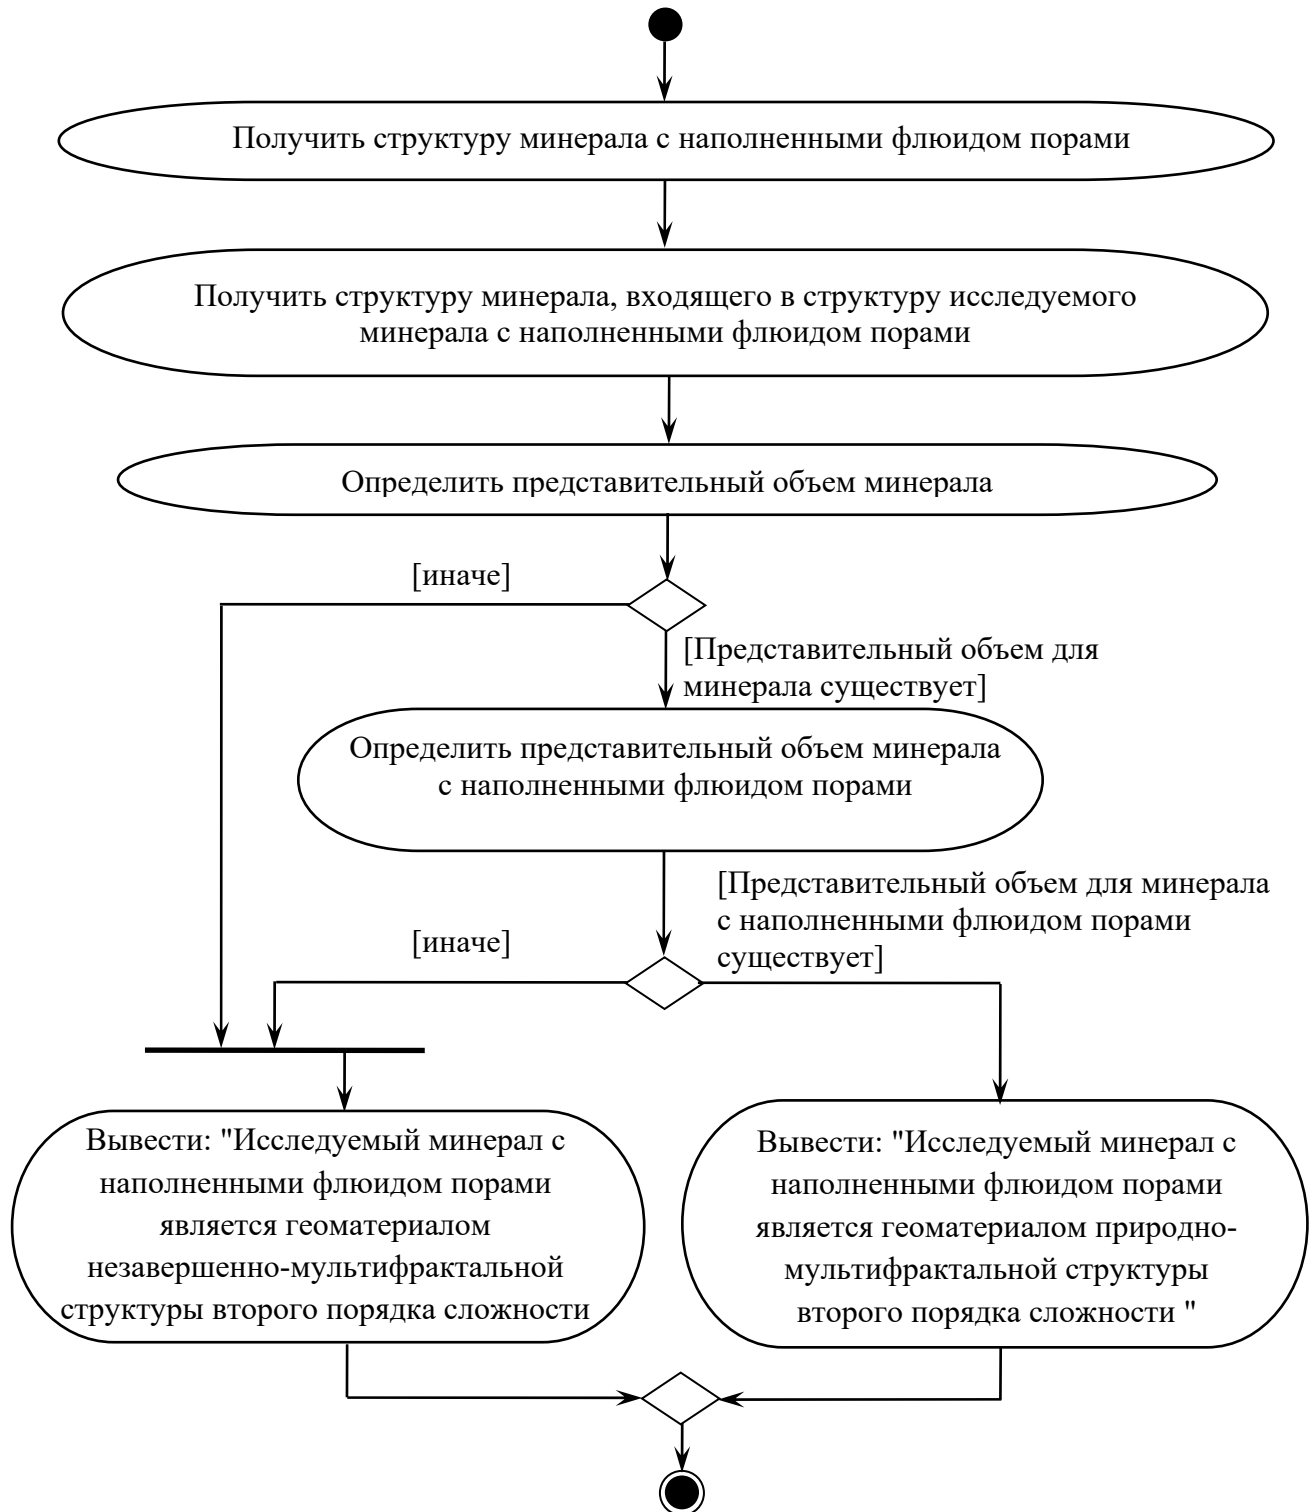 Получить структуру минерала с наполненными флюидом порами
Получить структуру минерала, входящего в структуру исследуемого
минерала с наполненными флюидом порами
Определить представительный объем минерала
[иначе]
[Представительный объем для
минерала существует]
Определить представительный объем минерала
с наполненными флюидом порами
[Представительный объем для минерала
с наполненными флюидом порами
существует]
[иначе]
Вывести: "Исследуемый минерал с
наполненными флюидом порами
является геоматериалом
незавершенно-мультифрактальной
структуры второго порядка сложности
Вывести: "Исследуемый минерал с
наполненными флюидом порами
является геоматериалом природно-
мультифрактальной структуры
второго порядка сложности "